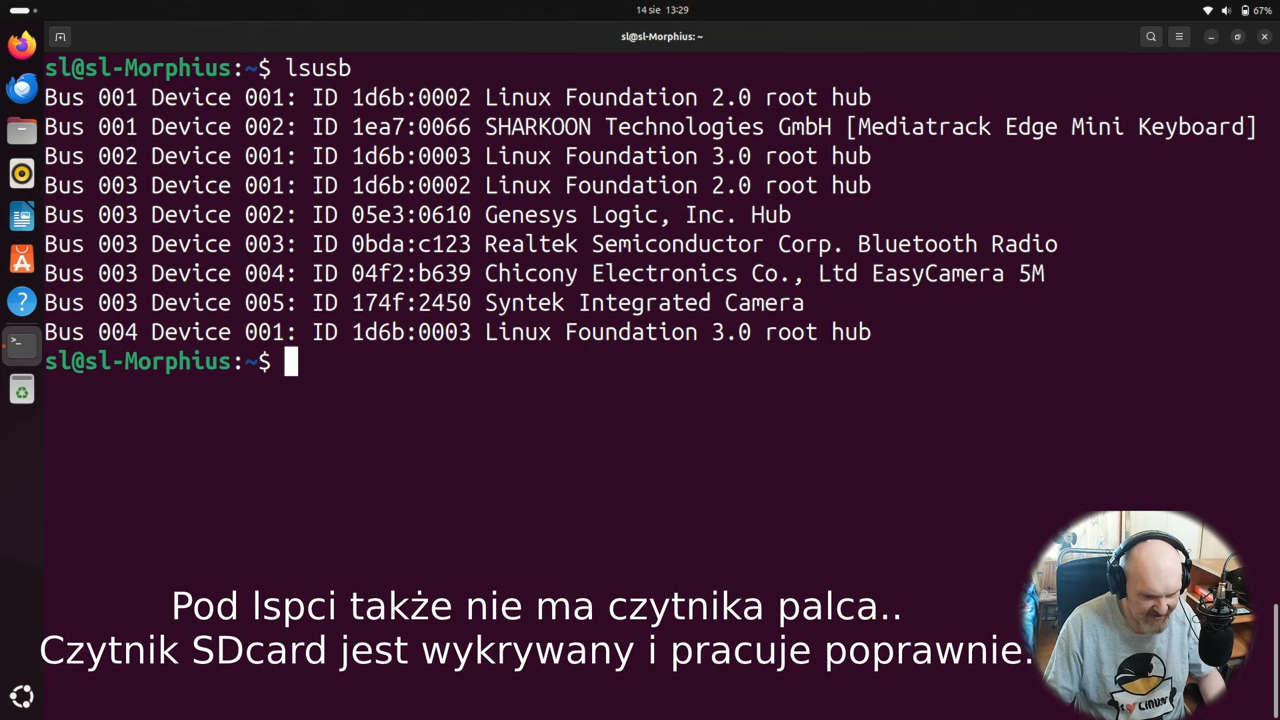 14 sie 13:29
67%
sl@sl-Morphius: ~
sl@sl-Morphius:~$ lsusb
Bus 001 Device 001: ID 1d6b:0002 Linux Foundation 2.0 root hub
Bus 001 Device 002: ID 1ea7:0066 SHARKOON Technologies GmbH [Mediatrack Edge Mini Keyboard]
Bus 002 Device 001: ID 1d6b:0003 Linux Foundation 3.0 root hub
Bus 003 Device 001: ID 1d6b:0002 Linux Foundation 2.0 root hub
Bus 003 Device 002: ID 05e3:0610 Genesys Logic, Inc. Hub
Bus 003 Device 003: ID 0bda:c123 Realtek Semiconductor Corp. Bluetooth Radio
Bus 003 Device 004: ID 04f2:b639 Chicony Electronics Co., Ltd EasyCamera 5M
Bus 003 Device 005: ID 174f:2450 Syntek Integrated Camera
Bus 004 Device 001: ID 1d6b:0003 Linux Foundation 3.0 root hub
sl@sl-Morphius:~$
Pod lspci także nie ma czytnika palca..
Czytnik SDcard jest wykrywany i pracuje poprawnie.
I ❤ Linux